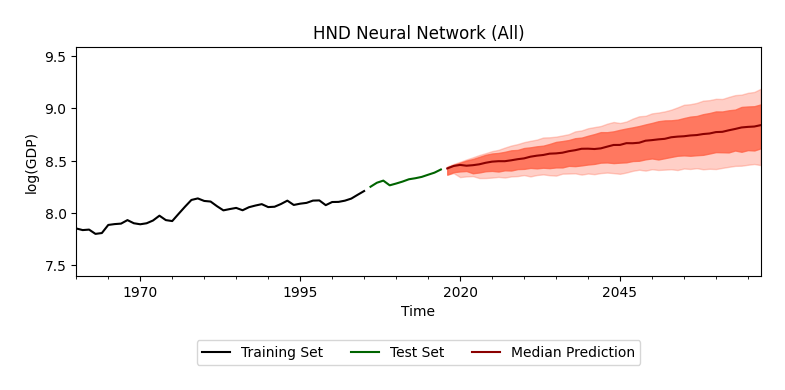 HND Neural Network (All)
9.5
9.0
8.5
8.0
7.5
log(GDP)
1970 1995 2020 2045
Time
Training Set Test Set Median Prediction